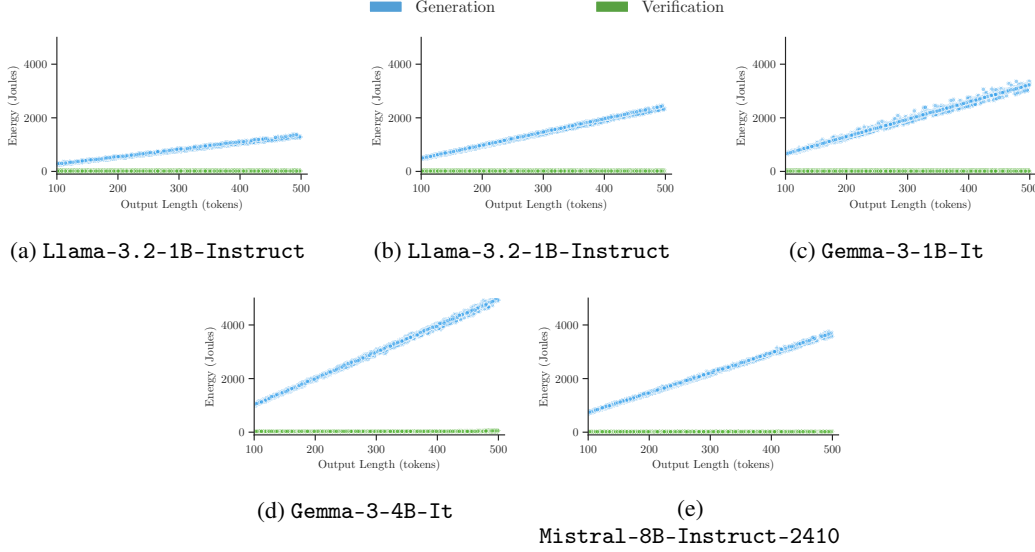 Generation Verification
Energy (Joules)
4000
2000
0
100 200 300 400 500
Output Length (tokens)
(a) Llama-3.2-1B-Instruct
Energy (Joules)
4000
2000
0
100 200 300 400 500
Output Length (tokens)
(b) Llama-3.2-1B-Instruct
Energy (Joules)
4000
2000
0
100 200 300 400 500
Output Length (tokens)
(c) Gemma-3-1B-It
Energy (Joules)
4000
2000
0
100 200 300 400 500
Output Length (tokens)
(d) Gemma-3-4B-It
Energy (Joules)
4000
2000
0
100 200 300 400 500
Output Length (tokens)
(e)
Mistral-8B-Instruct-2410